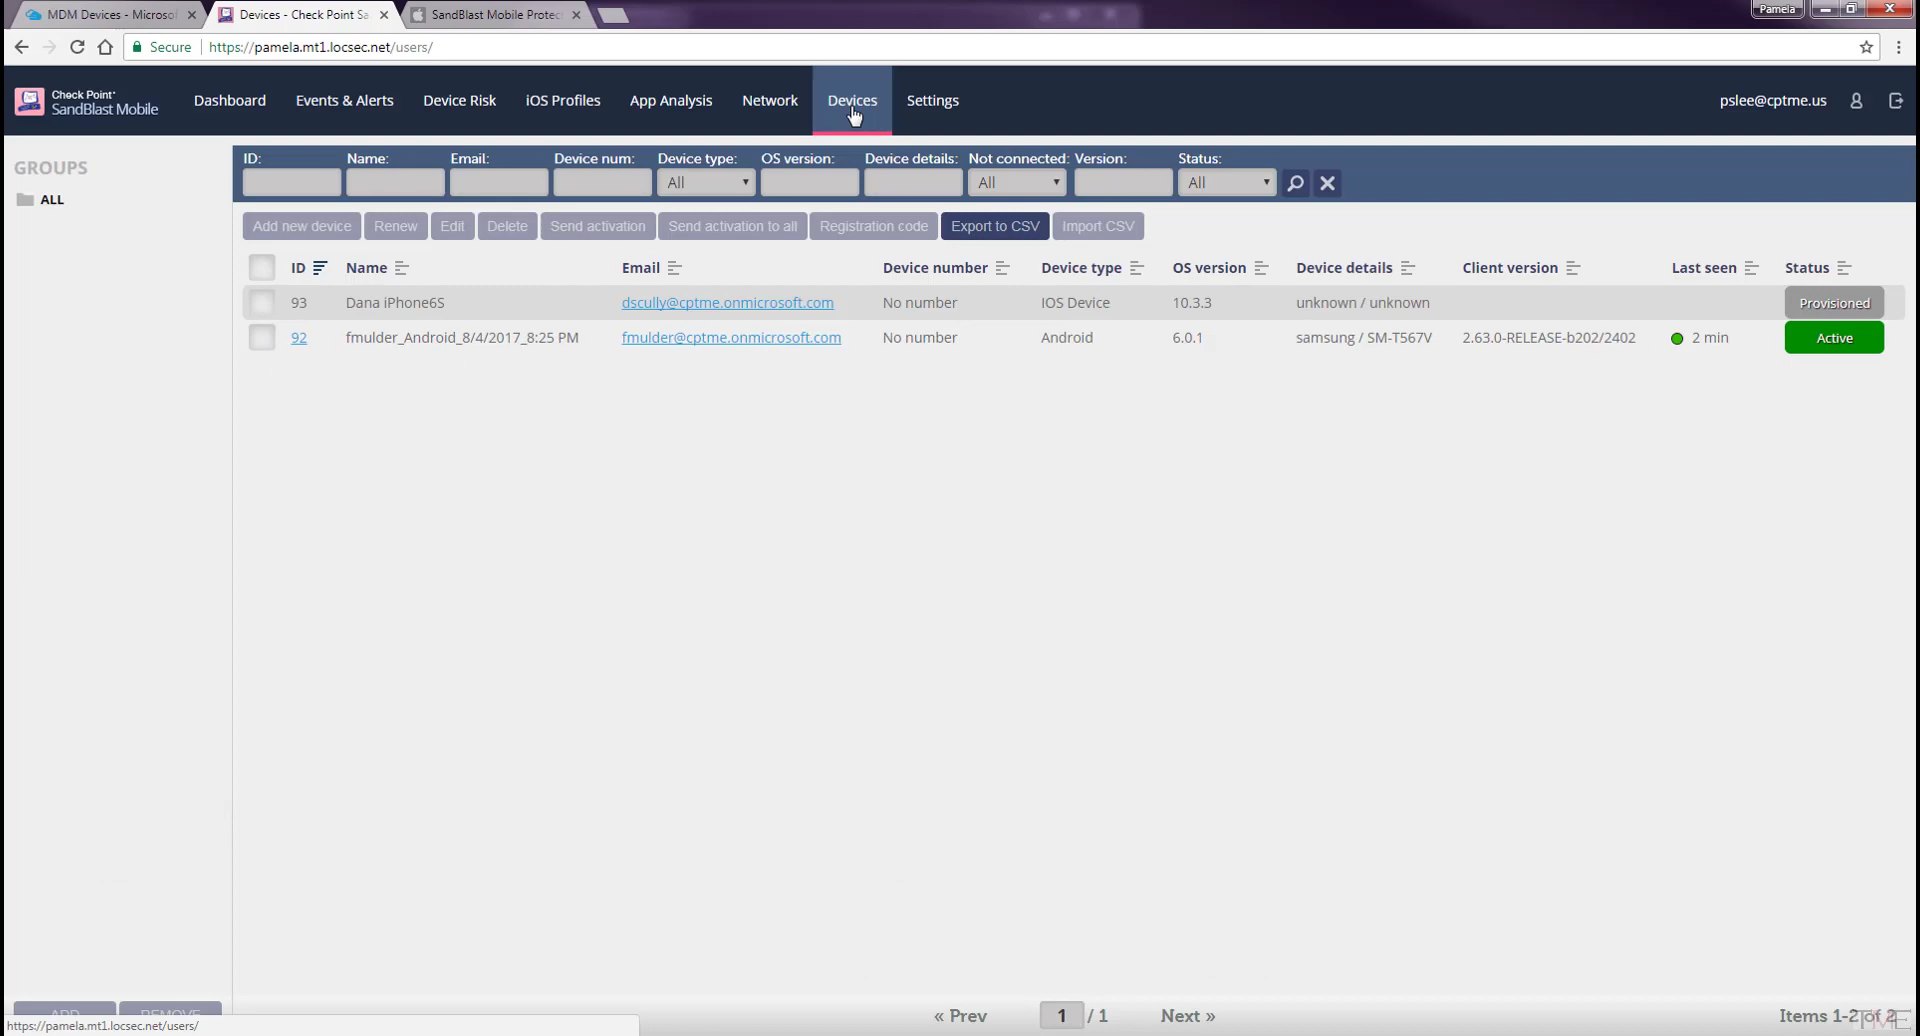 MDM Devices - Microsof
Devices - Check Point Sa
SandBlast Mobile Protec
Pamela
Secure
https://pamela.mt1.locsec.net/users/
Check Point
SandBlast Mobile
Dashboard
Events & Alerts
Device Risk
iOS Profiles
App Analysis
Network
Devices
Settings
pslee@cptme.us
GROUPS
ALL
ID: Name: Email: Device num: Device type: OS version: Device details: Not connected: Version: Status:
All All All
Add new device Renew Edit Delete Send activation Send activation to all Registration code Export to CSV Import CSV
ID Name Email Device number Device type OS version Device details Client version Last seen Status
93 Dana iPhone6S dscully@cptme.onmicrosoft.com No number IOS Device 10.3.3 unknown / unknown Provisioned
92 fmulder_Android_8/4/2017_8:25 PM fmulder@cptme.onmicrosoft.com No number Android 6.0.1 samsung / SM-T567V 2.63.0-RELEASE-b202/2402 2 min Active
ADD REMOVE
https://pamela.mt1.locsec.net/users/
« Prev 1 / 1 Next »
Items 1-2 of 2